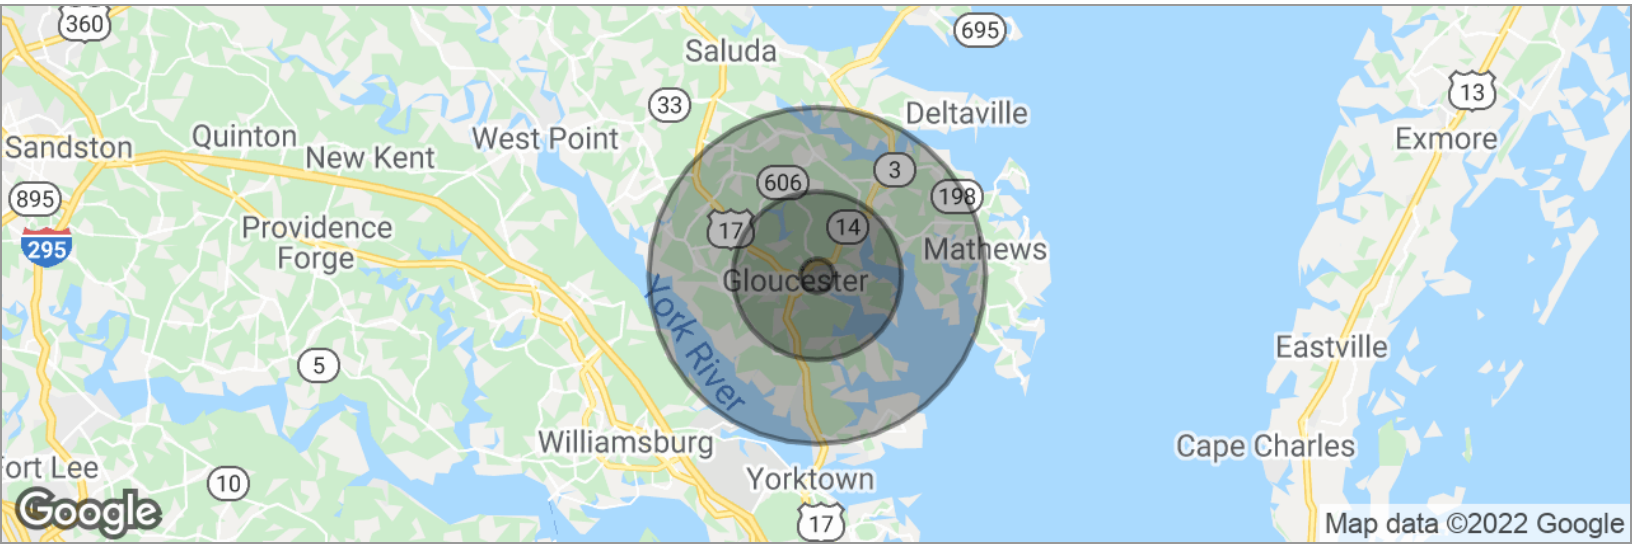 360
695
Saluda
13
33
Deltaville
Quinton
West Point
Exmore
Sandston
New Kent
3
606
198
895
Providence
Forge
17
14
295
Mathews
Gloucester
York River
Eastville
5
Williamsburg
Cape Charles
ort Lee
Yorktown
10
Google
17
Map data ©2022 Google